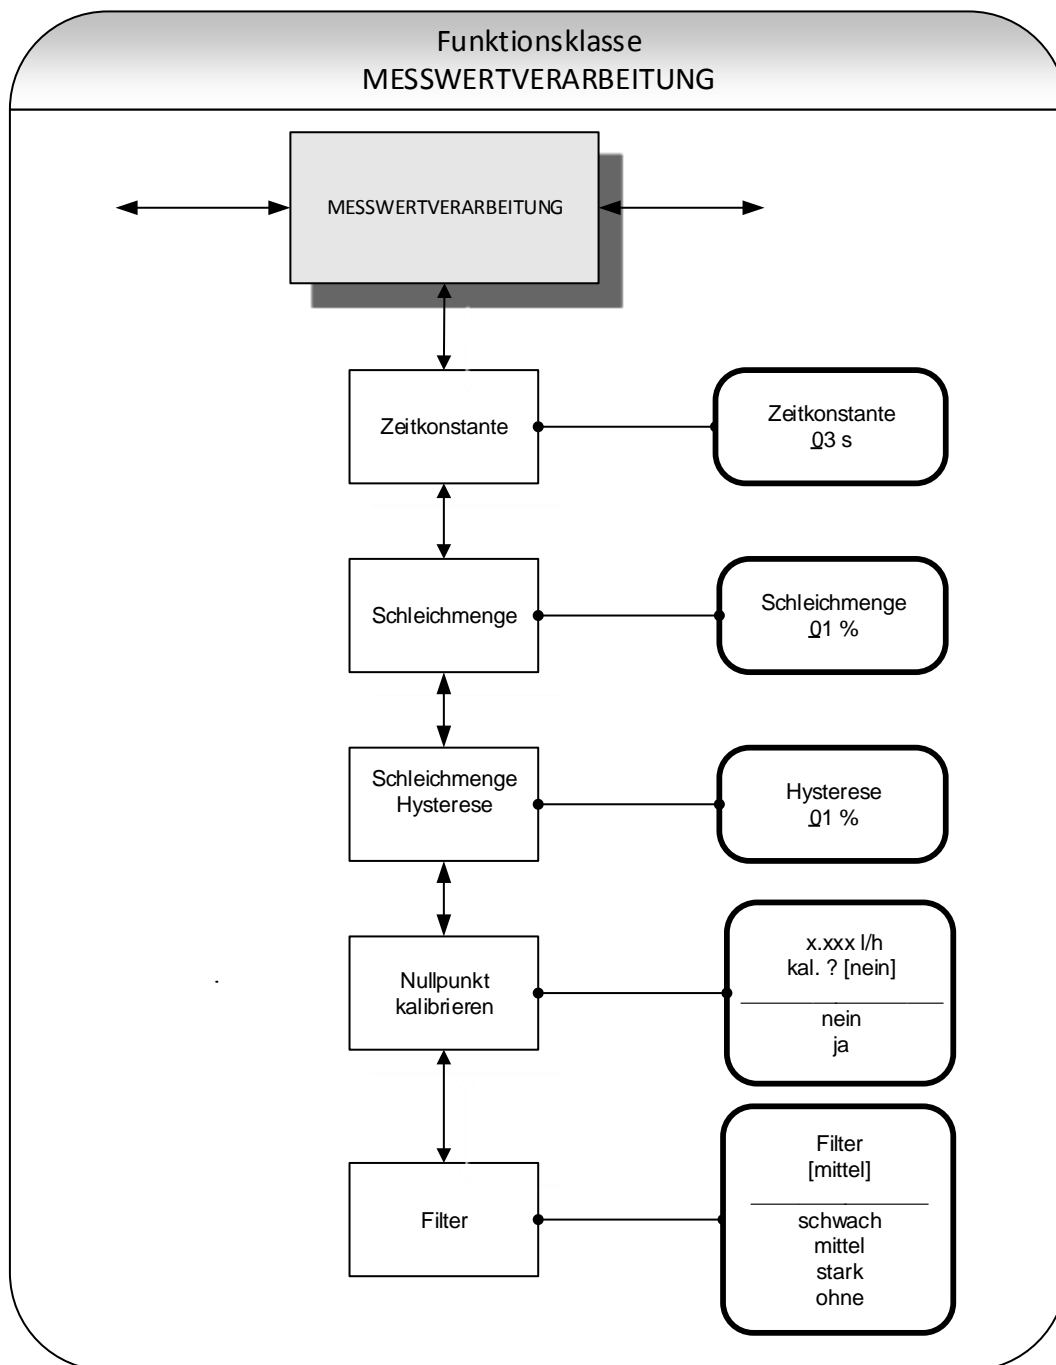 Funktionsklasse
MESSWERTVERARBEITUNG
MESSWERTVERARBEITUNG
Zeitkonstante
Zeitkonstante
03 s
Schleichmenge
Schleichmenge
01 %
Schleichmenge
Hysterese
Hysterese
01 %
Nullpunkt
kalibrieren
x.xxx l/h
kal. ? [nein]
nein
ja
Filter
Filter
[mittel]
schwach
mittel
stark
ohne